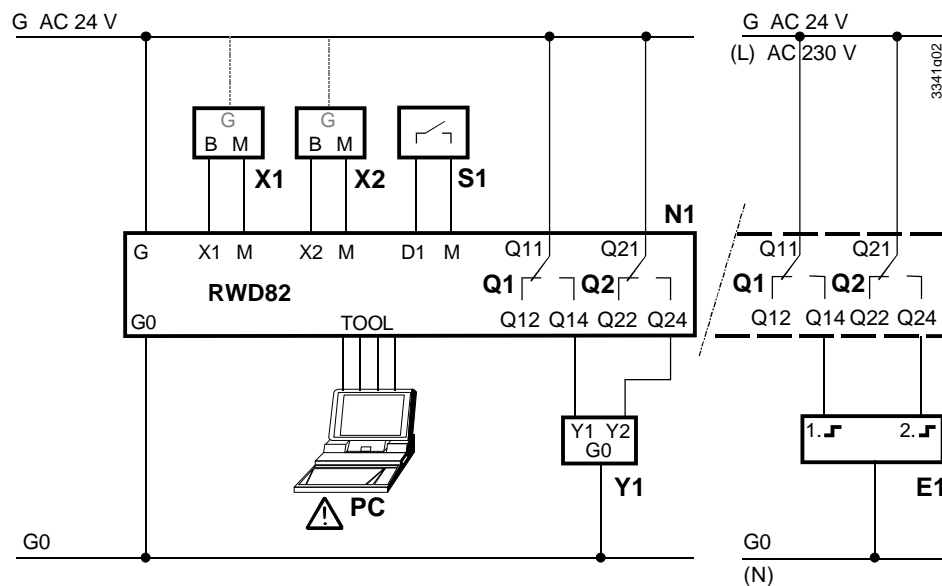 G AC 24 V
G AC 24 V
(L) AC 230 V
3341g02
G
B M
X1
G
B M
X2
S1
N1
G X1 M X2 M D1 M Q11 Q21
Q1 Q2
RWD82
G0 TOOL Q12 Q14 Q22 Q24
Q11 Q21
Q1 Q2
Q12 Q14 Q22 Q24
Y1 Y2
G0
Y1
1. 2.
E1
PC
G0
G0
(N)